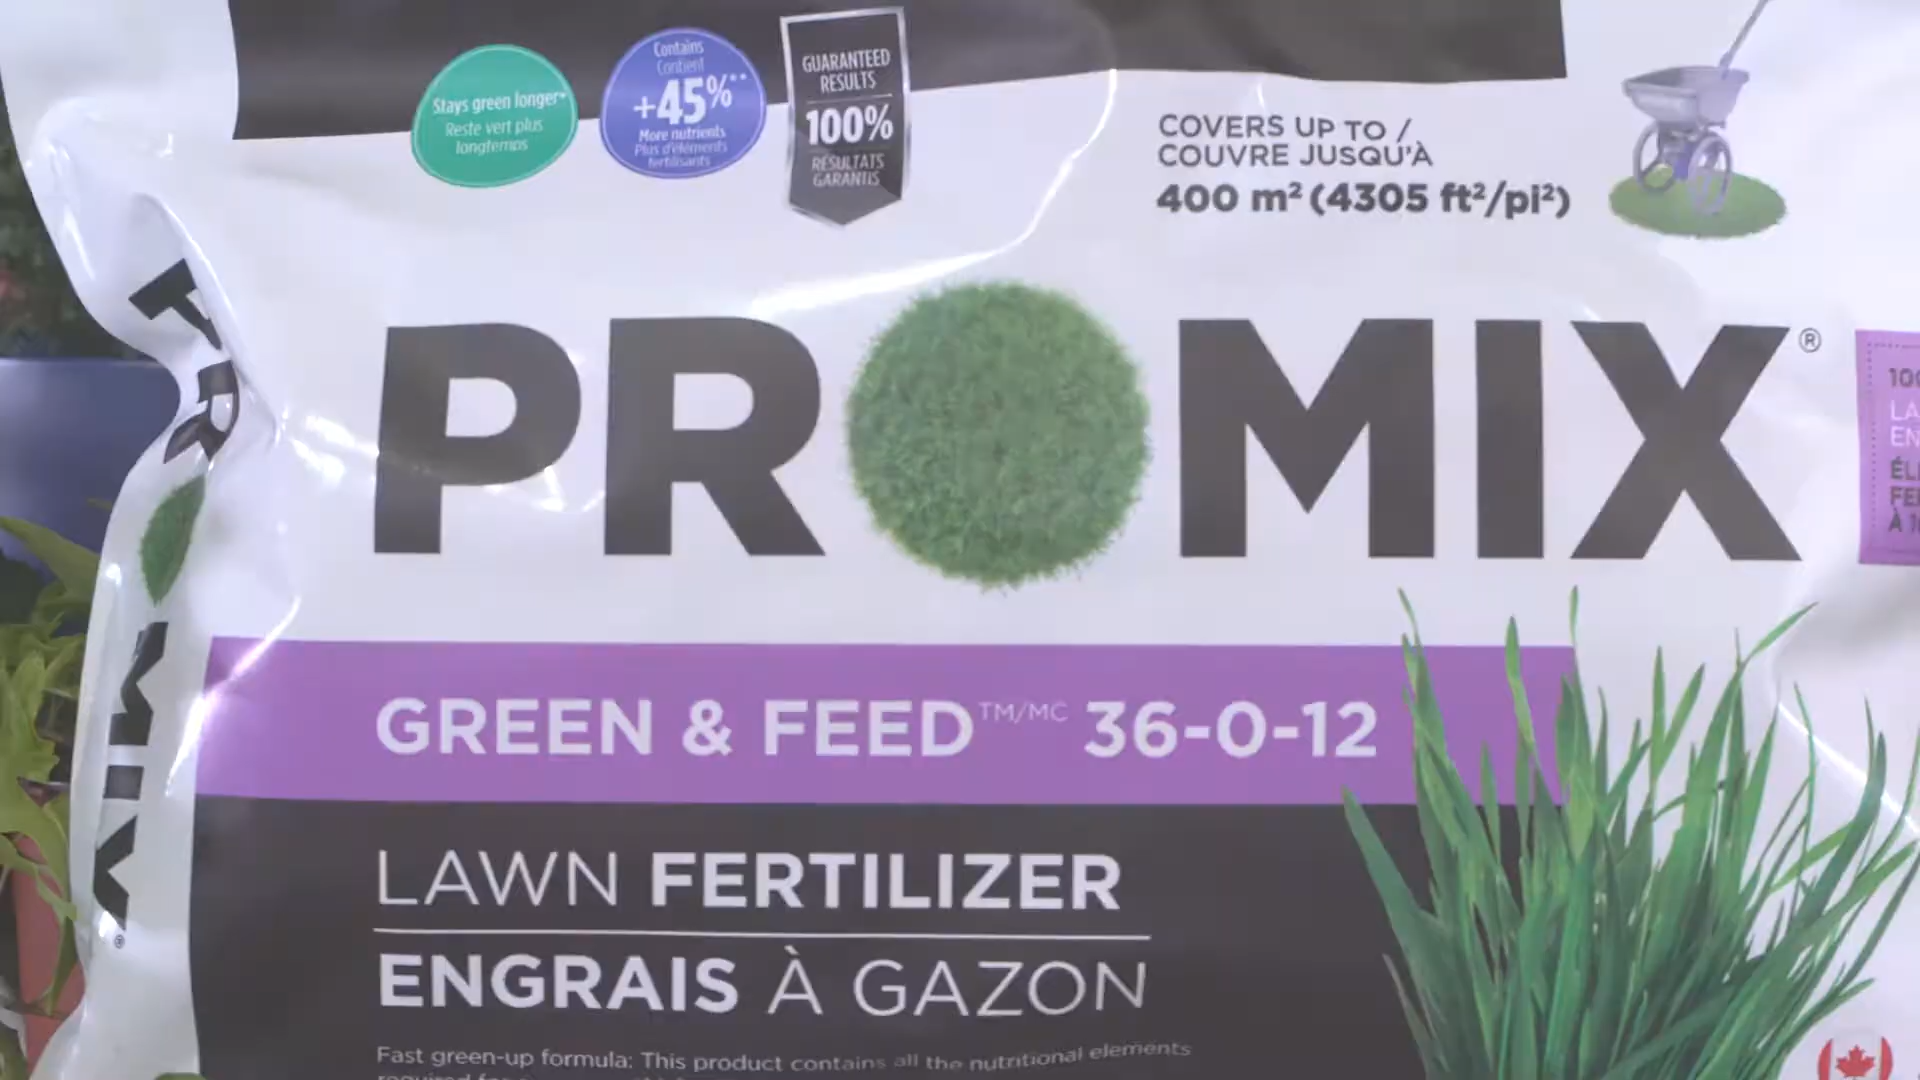 Stays green longer*
Reste vert plus
longtemps
Contains
Contient
+45%**
More nutrients
Plus d'éléments
fertilisants
GUARANTEED
RESULTS
100%
RÉSULTATS
GARANTIS
COVERS UP TO /
COUVRE JUSQU'À
400 m² (4305 ft²/pi²)
PROMIX®
PROMIX®
GREEN & FEED™/MC 36-0-12
LAWN FERTILIZER
ENGRAIS À GAZON
Fast green-up formula: This product contains all the nutritional elements